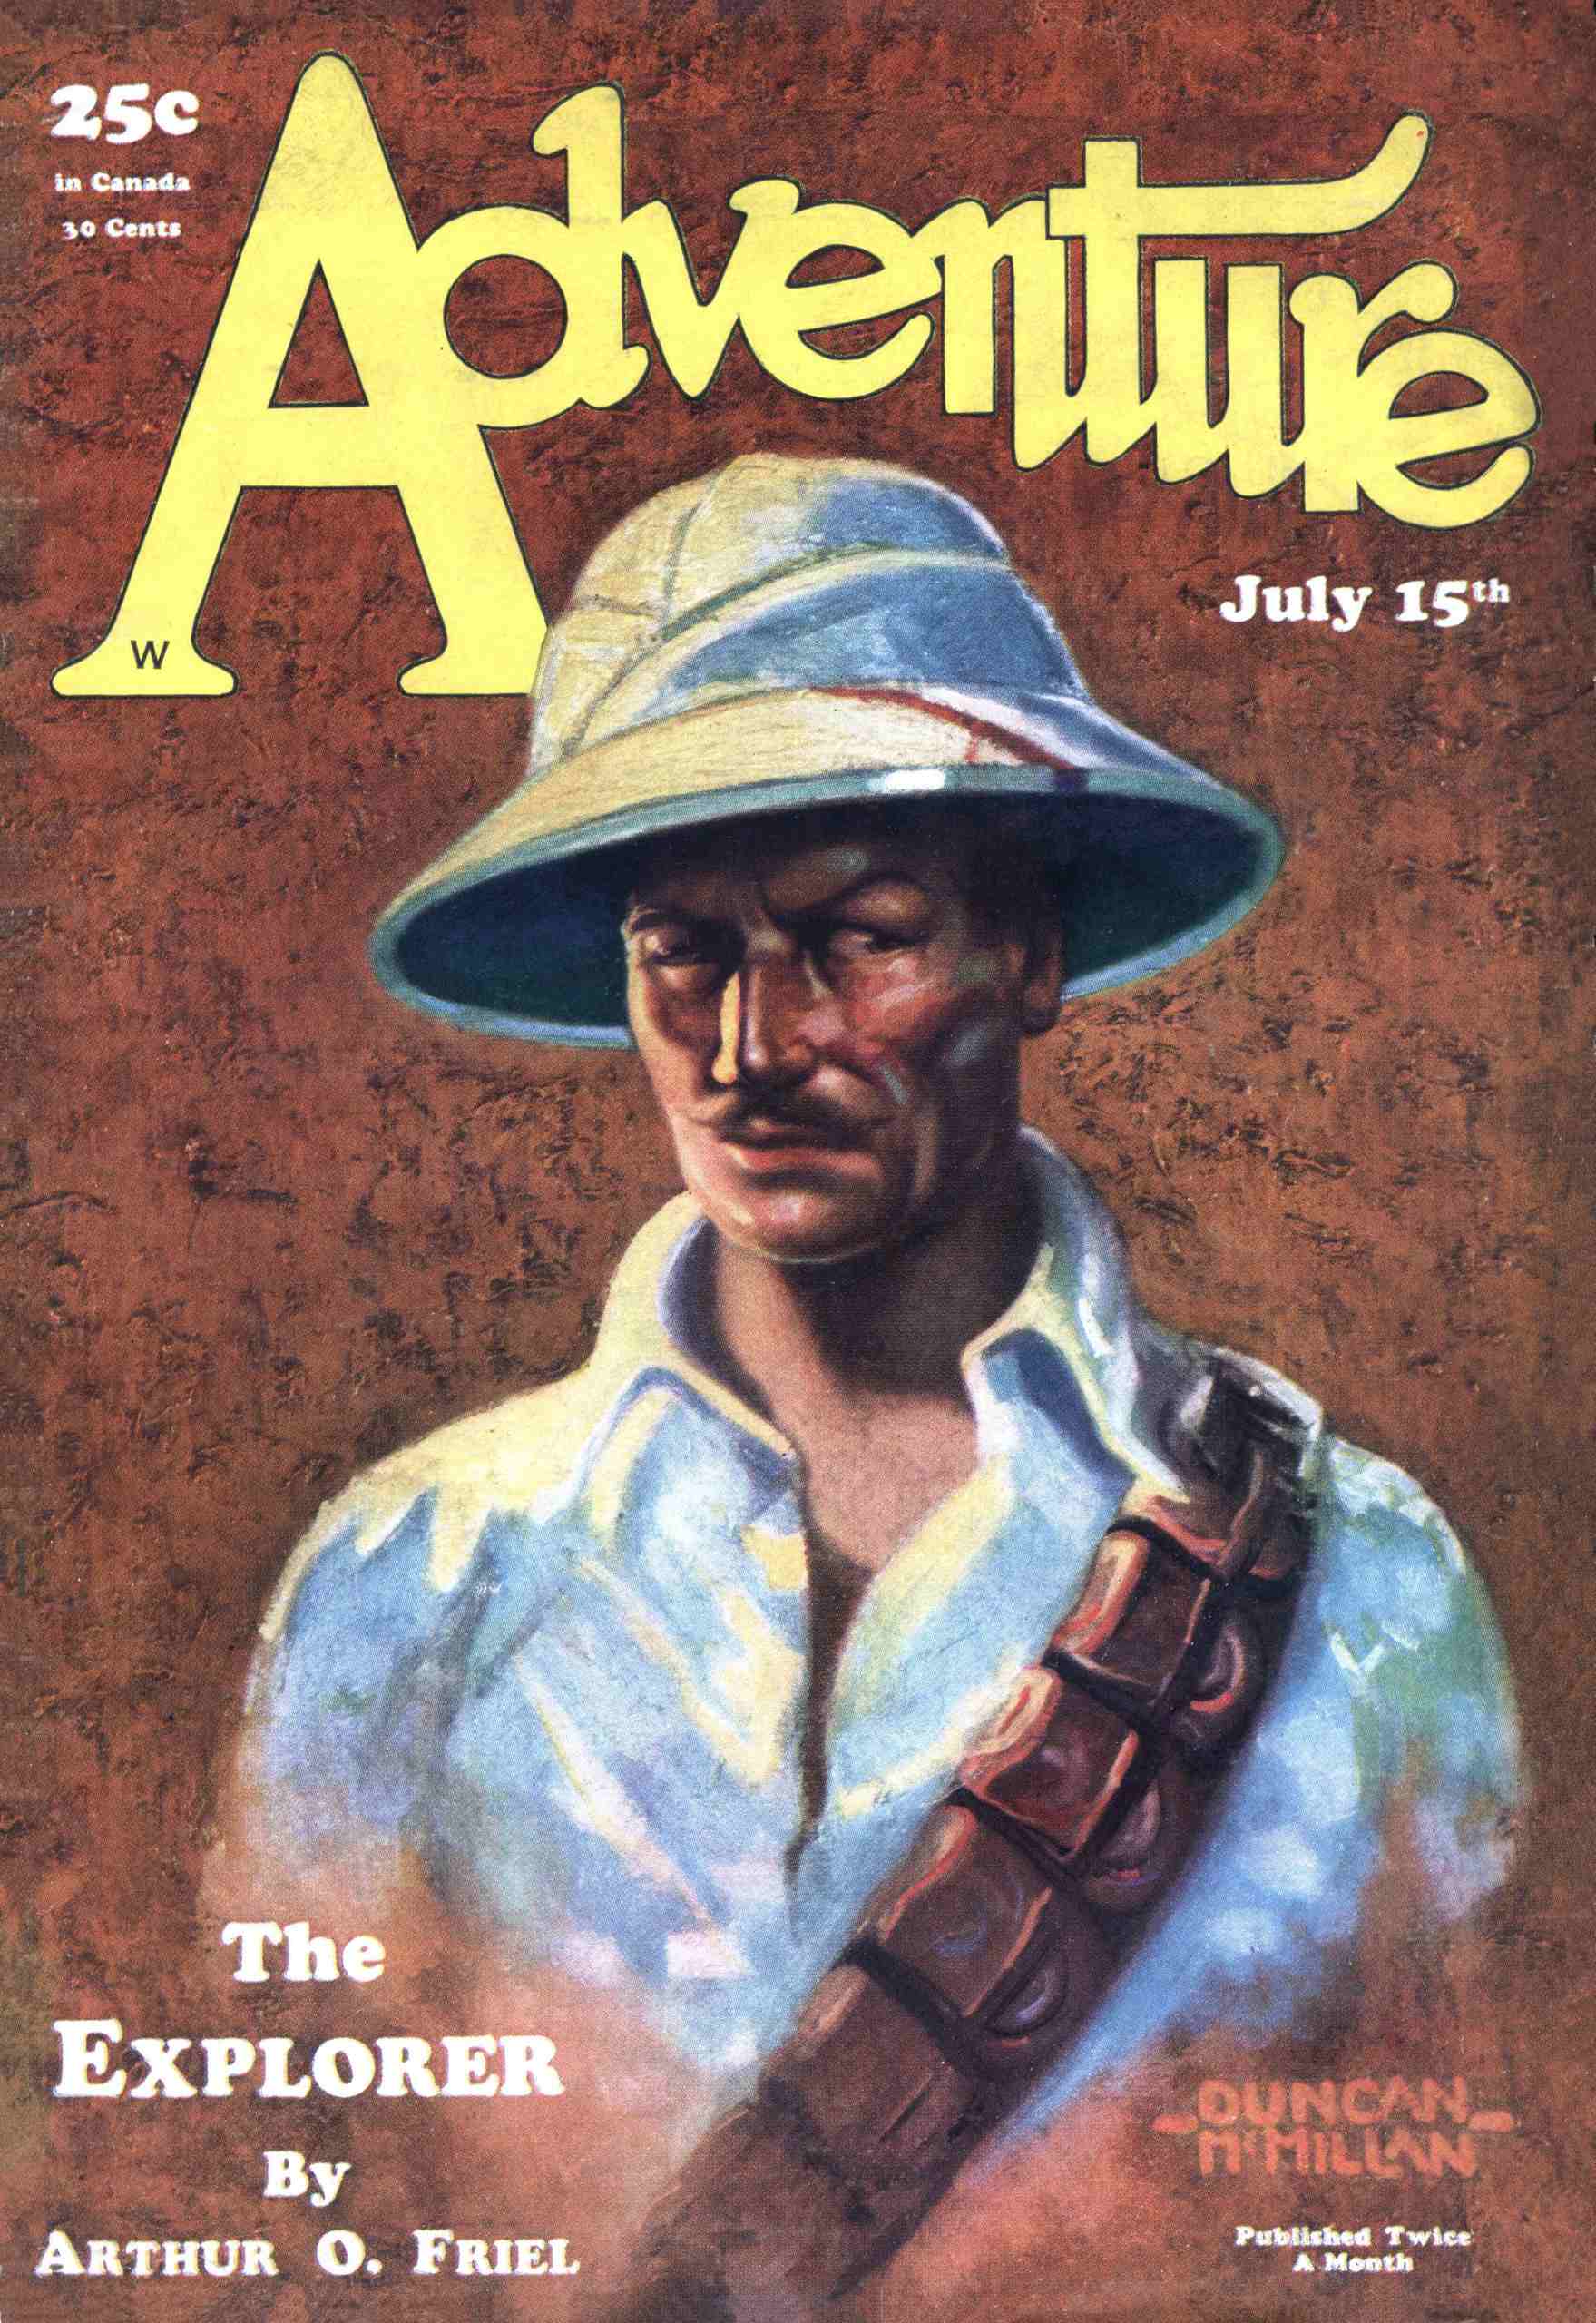 25c
in Canada
30 Cents
Adventure
W
July 15th
The
EXPLORER
By
ARTHUR O. FRIEL
DUNCAN
McMILLAN
Published Twice
A Month